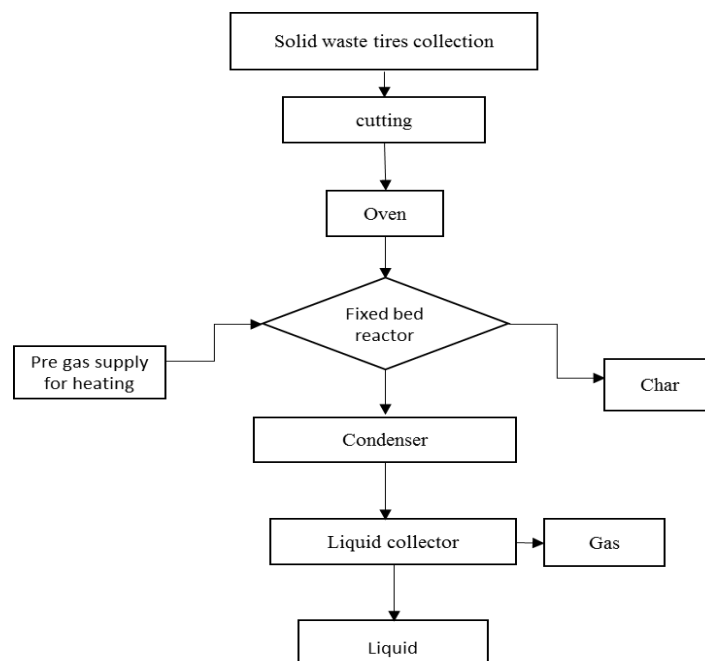 Solid waste tires collection
cutting
Oven
Fixed bed
reactor
Pre gas supply
for heating
Char
Condenser
Liquid collector
Gas
Liquid